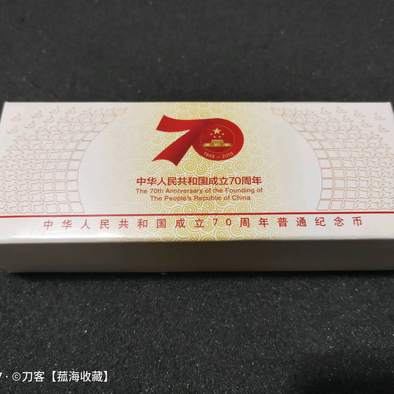 70
1949-2019
中华人民共和国成立70周年
The 70th Anniversary of the Founding of
The People's Republic of China
中华人民共和国成立70周年普通纪念币
©刀客【菰海收藏】